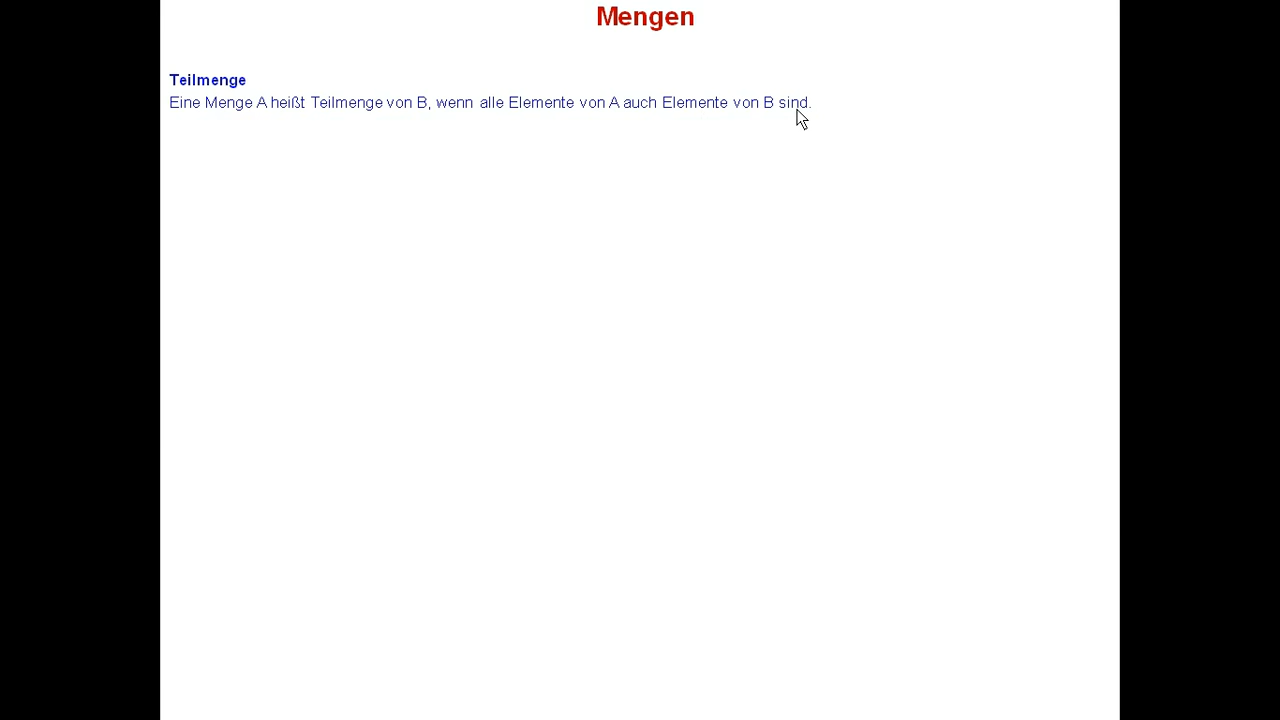 Mengen
Teilmenge
Eine Menge A heißt Teilmenge von B, wenn alle Elemente von A auch Elemente von B sind.